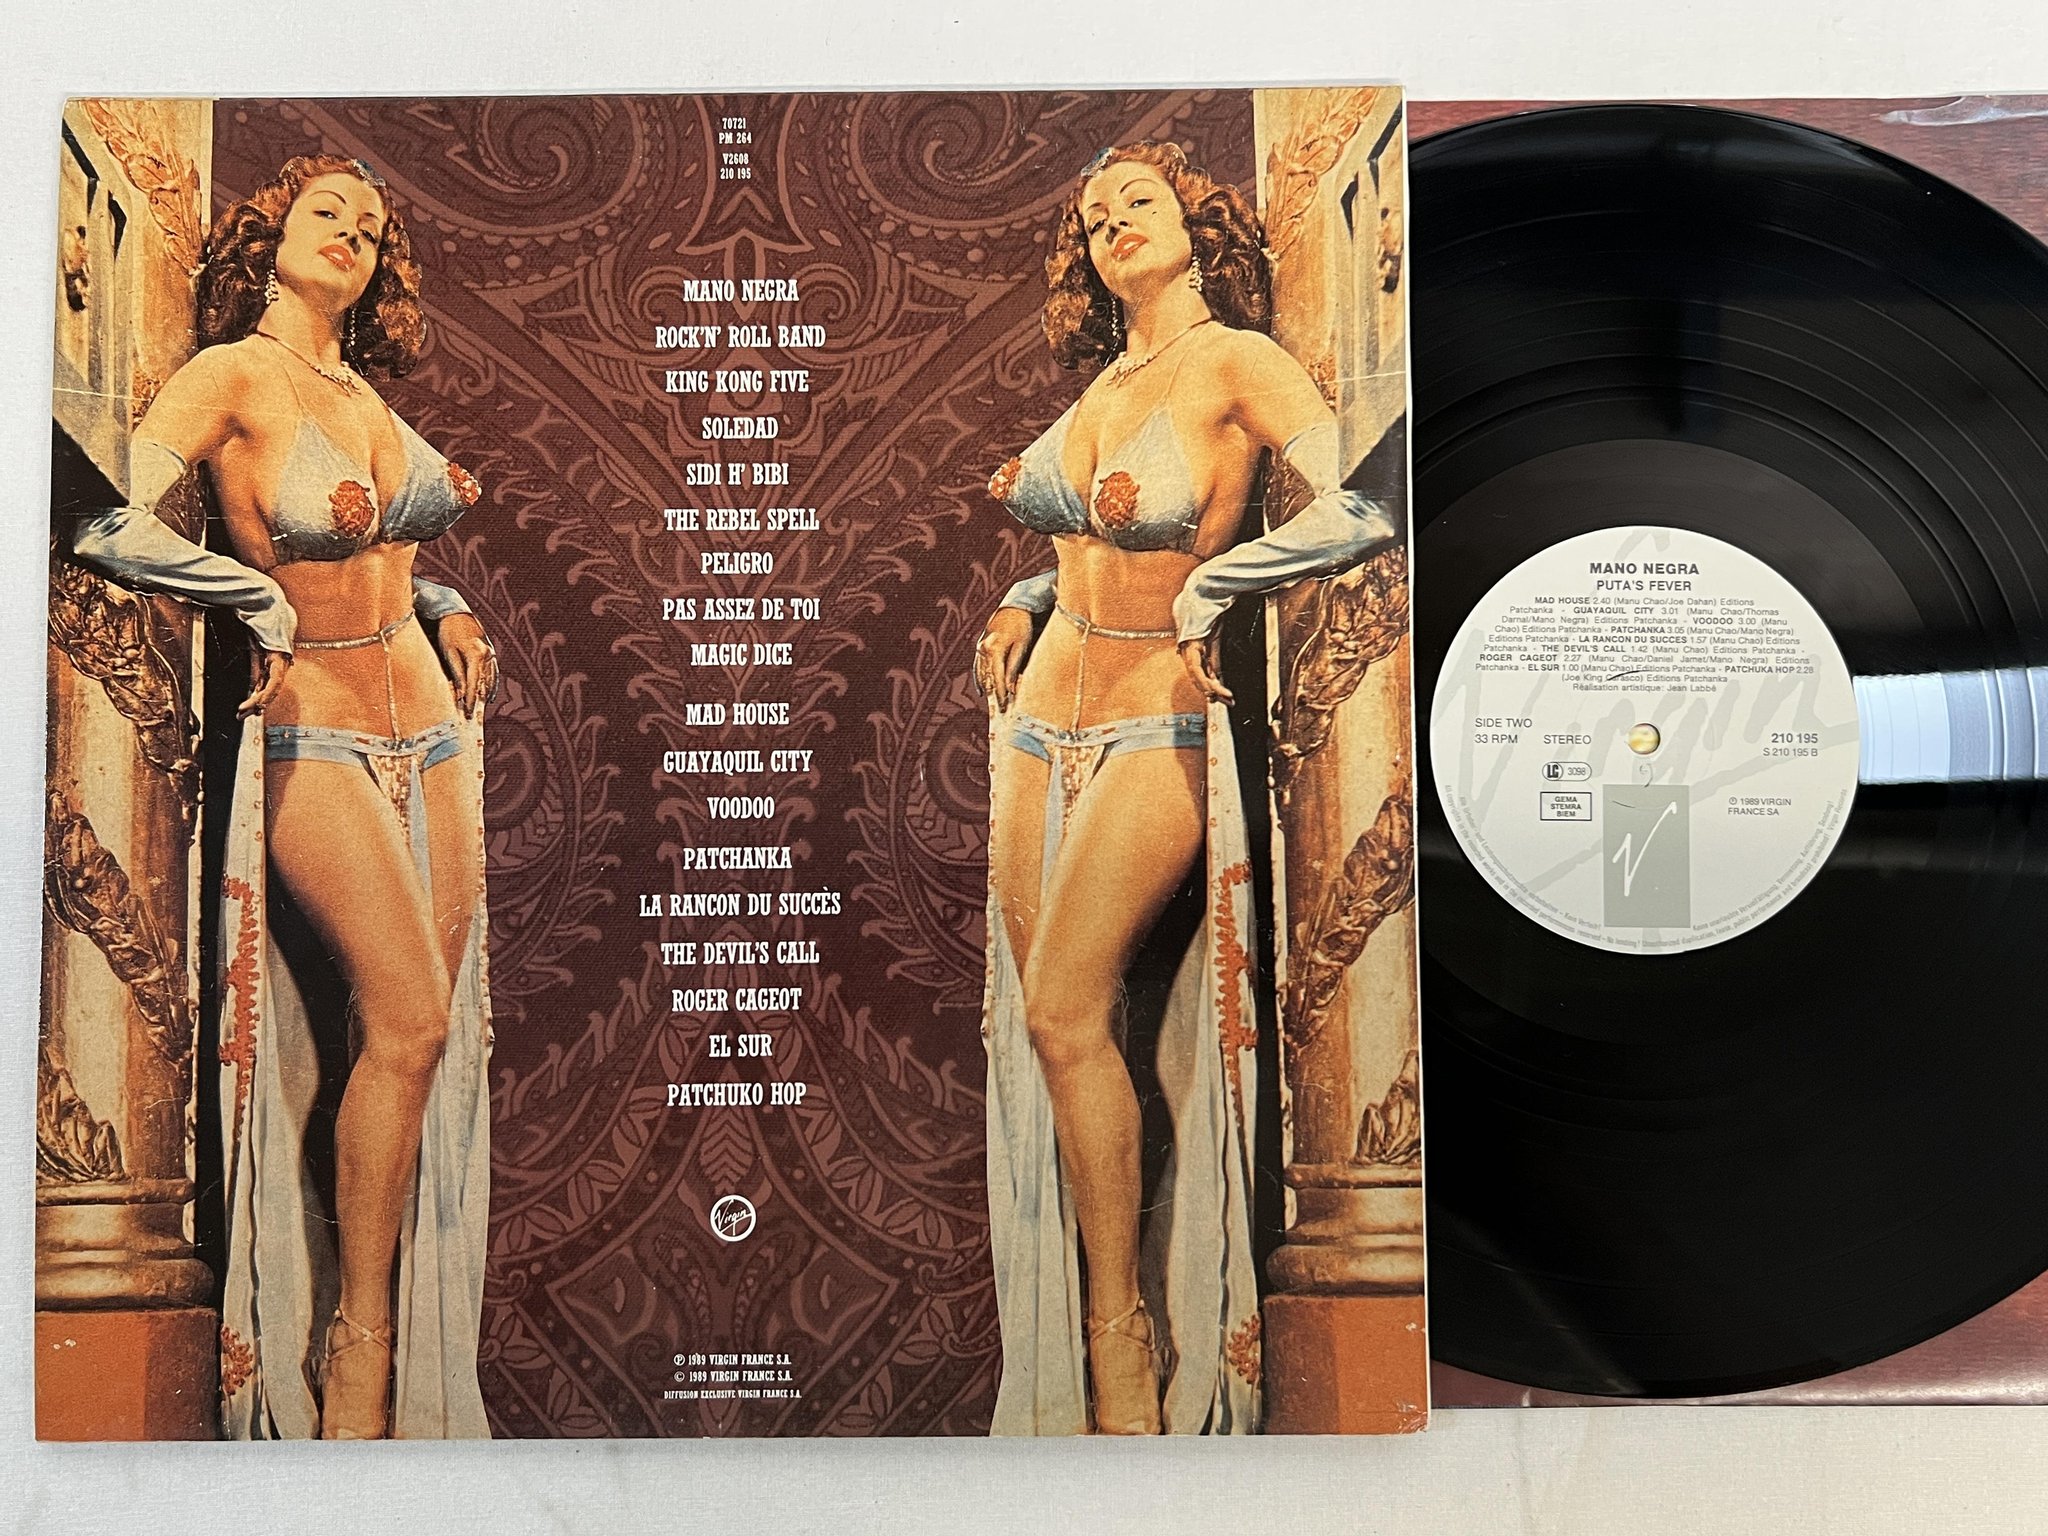 70721
PM 264
V2608
210 195
MANO NEGRA
ROCK'N' ROLL BAND
KING KONG FIVE
SOLEDAD
SIDI H' BIBI
THE REBEL SPELL
PELIGRO
PAS ASSEZ DE TOI
MAGIC DICE
MAD HOUSE
GUAYAQUIL CITY
VOODOO
PATCHANKA
LA RANCON DU SUCCÈS
THE DEVIL'S CALL
ROGER CAGEOT
EL SUR
PATCHUKO HOP
Virgin
℗ 1989 VIRGIN FRANCE S.A.
© 1989 VIRGIN FRANCE S.A.
DIFFUSION EXCLUSIVE VIRGIN FRANCE S.A.
MANO NEGRA
PUTA'S FEVER
MAD HOUSE 2.40 (Manu Chao/Joe Dahan) Editions
Patchanka - GUAYAQUIL CITY 3.01 (Manu Chao/Thomas
Darnal/Mano Negra) Editions Patchanka - VOODOO 3.00 (Manu
Chao) Editions Patchanka - PATCHANKA 3.05 (Manu Chao/Mano Negra)
Editions Patchanka - LA RANCON DU SUCCES 1.57 (Manu Chao) Editions
Patchanka - THE DEVIL'S CALL 1.42 (Manu Chao) Editions Patchanka -
ROGER CAGEOT 2.27 (Manu Chao/Daniel Jamet/Mano Negra) Editions
Patchanka - EL SUR 1.00 (Manu Chao) Editions Patchanka - PATCHUKA HOP 2.28
(Joe King Carasco) Editions Patchanka
Réalisation artistique: Jean Labbé
SIDE TWO
33 RPM STEREO
210 195
S 210 195 B
LC 3098
GEMA
STEMRA
BIEM
℗ 1989 VIRGIN
FRANCE SA
Virgin